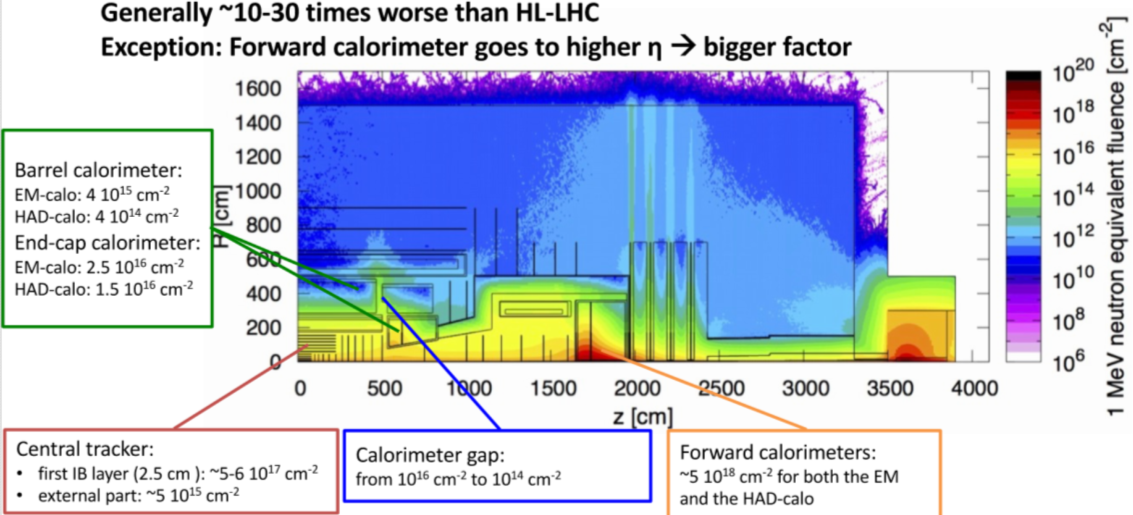 Generally ~10-30 times worse than HL-LHC
Exception: Forward calorimeter goes to higher η → bigger factor
Barrel calorimeter:
EM-calo: 4 10¹⁵ cm⁻²
HAD-calo: 4 10¹⁴ cm⁻²
End-cap calorimeter:
EM-calo: 2.5 10¹⁶ cm⁻²
HAD-calo: 1.5 10¹⁶ cm⁻²
R [cm]
1600
1400
1200
1000
800
600
400
200
0
0 500 1000 1500 2000 2500 3000 3500 4000
z [cm]
10²⁰
10¹⁸
10¹⁶
10¹⁴
10¹²
10¹⁰
10⁸
10⁶
1 MeV neutron equivalent fluence [cm⁻²]
Central tracker:
• first IB layer (2.5 cm ): ~5-6 10¹⁷ cm⁻²
• external part: ~5 10¹⁵ cm⁻²
Calorimeter gap:
from 10¹⁶ cm⁻² to 10¹⁴ cm⁻²
Forward calorimeters:
~5 10¹⁸ cm⁻² for both the EM
and the HAD-calo